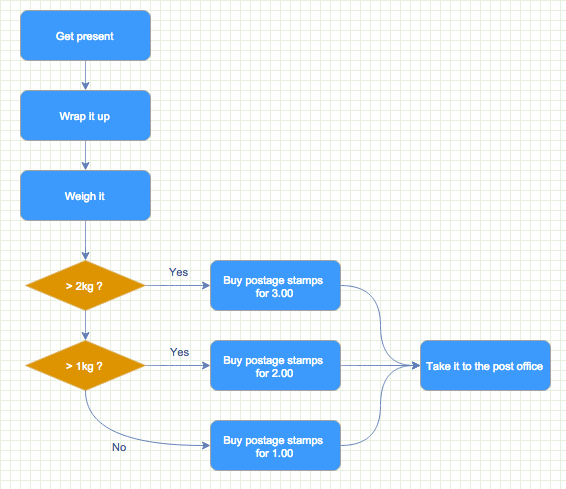 Get present
Wrap it up
Weigh it
> 2kg ?
Yes
Buy postage stamps
for 3.00
> 1kg ?
Yes
Buy postage stamps
for 2.00
Take it to the post office
No
Buy postage stamps
for 1.00